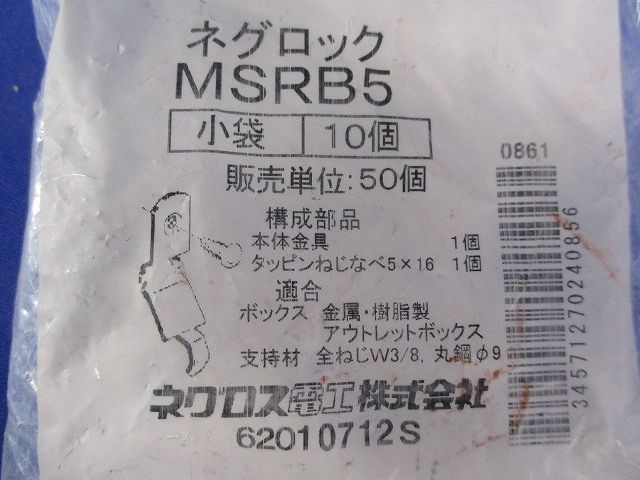 ネグロック
MSRB5
小袋 10個
販売単位:50個
構成部品
本体金具 1個
タッピンねじなべ5×16 1個
適合
ボックス 金属・樹脂製
アウトレットボックス
支持材 全ねじW3/8, 丸鋼φ9
ネグロス電工株式会社
62010712S
0861
34571270240856